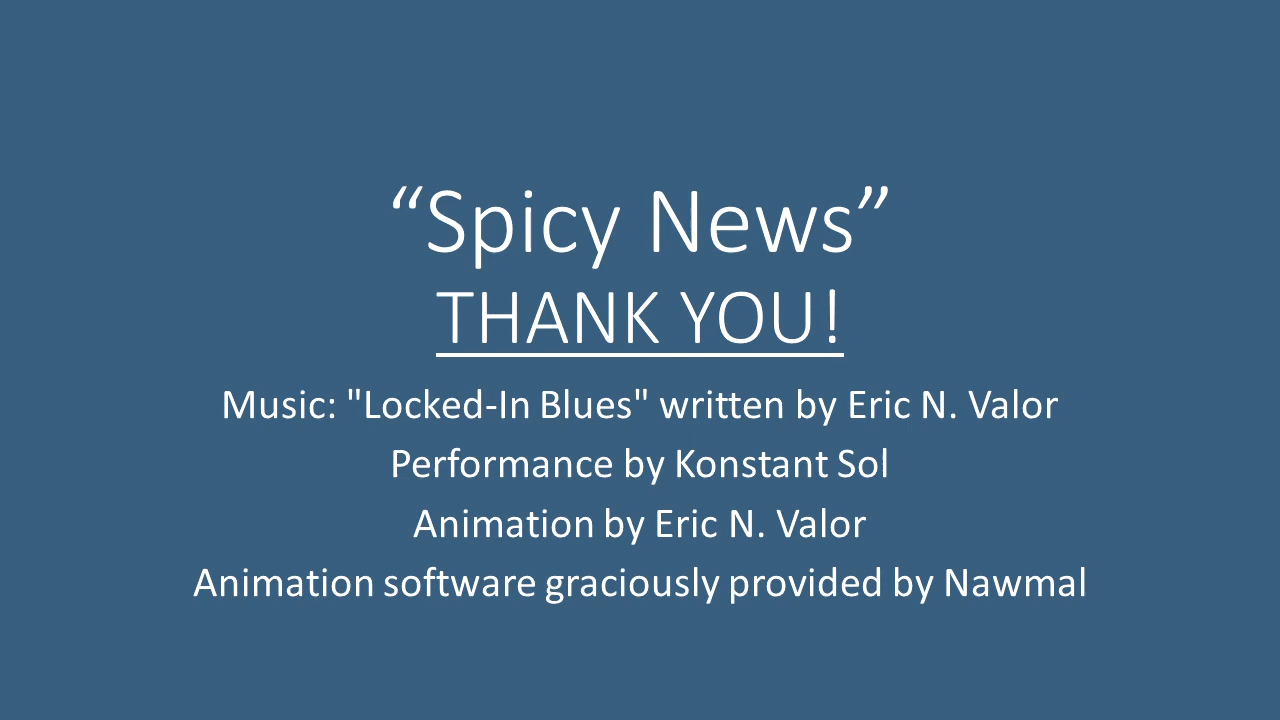 “Spicy News”
THANK YOU!
Music: "Locked-In Blues" written by Eric N. Valor
Performance by Konstant Sol
Animation by Eric N. Valor
Animation software graciously provided by Nawmal